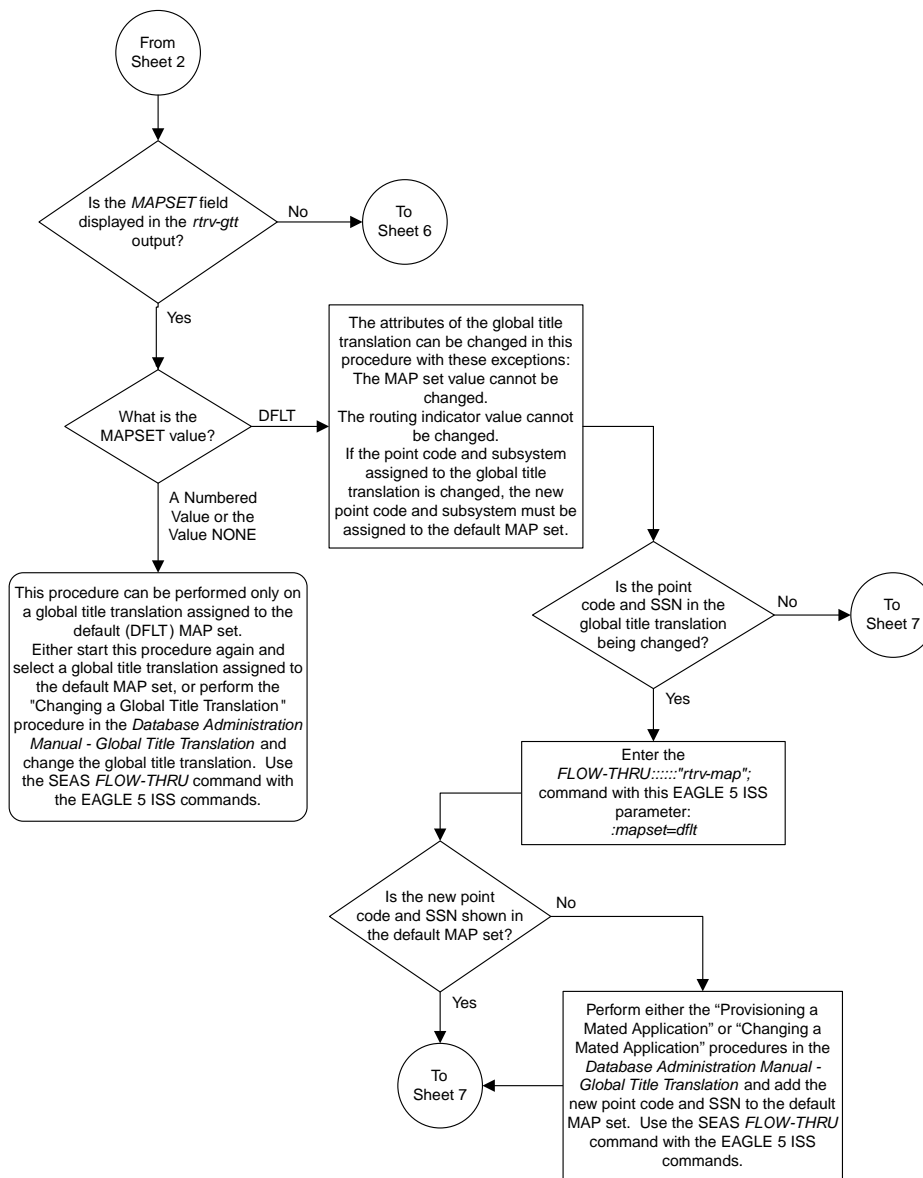 From
Sheet 2
Is the MAPSET field
displayed in the rtrv-gtt
output?
No
To
Sheet 6
Yes
What is the
MAPSET value?
DFLT
The attributes of the global title
translation can be changed in this
procedure with these exceptions:
The MAP set value cannot be
changed.
The routing indicator value cannot
be changed.
If the point code and subsystem
assigned to the global title
translation is changed, the new
point code and subsystem must be
assigned to the default MAP set.
A Numbered
Value or the
Value NONE
This procedure can be performed only on
a global title translation assigned to the
default (DFLT) MAP set.
Either start this procedure again and
select a global title translation assigned to
the default MAP set, or perform the
"Changing a Global Title Translation"
procedure in the Database Administration
Manual - Global Title Translation and
change the global title translation. Use
the SEAS FLOW-THRU command with
the EAGLE 5 ISS commands.
Is the point
code and SSN in the
global title translation
being changed?
No
To
Sheet 7
Yes
Enter the
FLOW-THRU::::::"rtrv-map";
command with this EAGLE 5 ISS
parameter:
:mapset=dflt
Is the new point
code and SSN shown in
the default MAP set?
No
Yes
To
Sheet 7
Perform either the “Provisioning a
Mated Application” or “Changing a
Mated Application” procedures in the
Database Administration Manual -
Global Title Translation and add the
new point code and SSN to the default
MAP set. Use the SEAS FLOW-THRU
command with the EAGLE 5 ISS
commands.